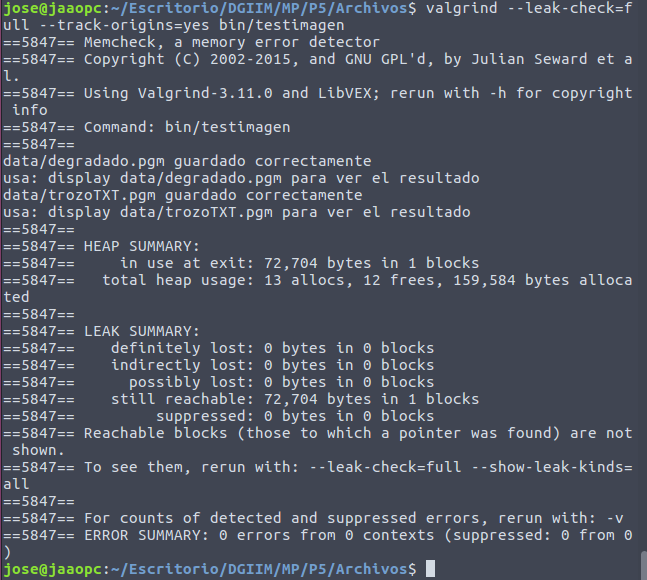 jose@jaaopc:~/Escritorio/DGIIM/MP/P5/Archivos$ valgrind --leak-check=f
ull --track-origins=yes bin/testimagen
==5847== Memcheck, a memory error detector
==5847== Copyright (C) 2002-2015, and GNU GPL'd, by Julian Seward et a
l.
==5847== Using Valgrind-3.11.0 and LibVEX; rerun with -h for copyright
 info
==5847== Command: bin/testimagen
==5847==
data/degradado.pgm guardado correctamente
usa: display data/degradado.pgm para ver el resultado
data/trozoTXT.pgm guardado correctamente
usa: display data/trozoTXT.pgm para ver el resultado
==5847==
==5847== HEAP SUMMARY:
==5847==     in use at exit: 72,704 bytes in 1 blocks
==5847==   total heap usage: 13 allocs, 12 frees, 159,584 bytes alloca
ted
==5847==
==5847== LEAK SUMMARY:
==5847==    definitely lost: 0 bytes in 0 blocks
==5847==    indirectly lost: 0 bytes in 0 blocks
==5847==      possibly lost: 0 bytes in 0 blocks
==5847==    still reachable: 72,704 bytes in 1 blocks
==5847==         suppressed: 0 bytes in 0 blocks
==5847== Reachable blocks (those to which a pointer was found) are not
 shown.
==5847== To see them, rerun with: --leak-check=full --show-leak-kinds=
all
==5847==
==5847== For counts of detected and suppressed errors, rerun with: -v
==5847== ERROR SUMMARY: 0 errors from 0 contexts (suppressed: 0 from 0
)
jose@jaaopc:~/Escritorio/DGIIM/MP/P5/Archivos$